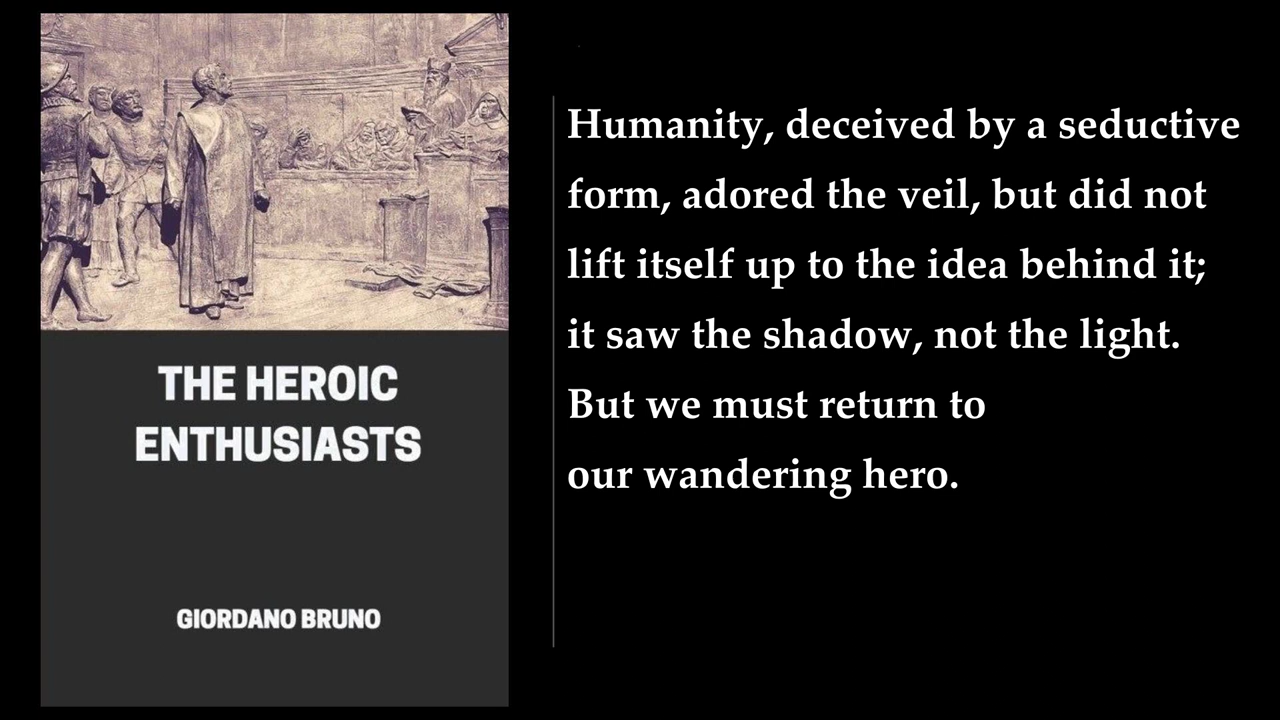 THE HEROIC
ENTHUSIASTS
GIORDANO BRUNO
Humanity, deceived by a seductive
form, adored the veil, but did not
lift itself up to the idea behind it;
it saw the shadow, not the light.
But we must return to
our wandering hero.